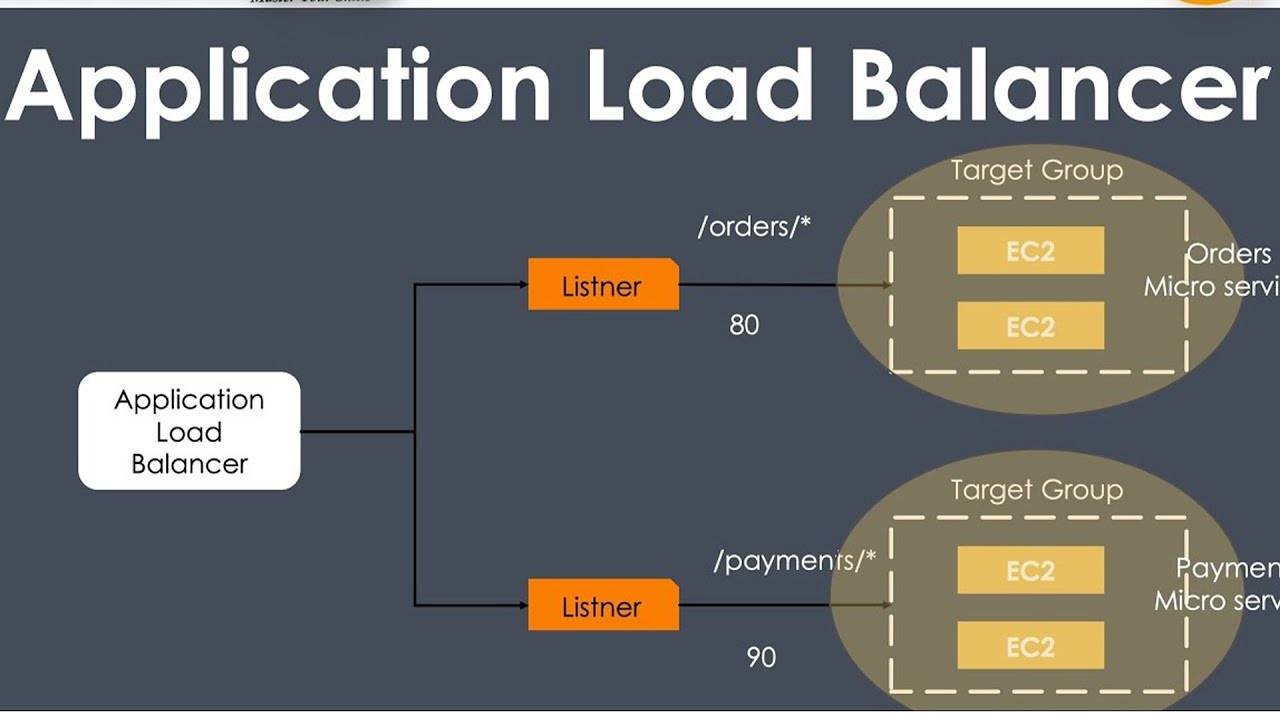 Application Load Balancer
Target Group
/orders/*
EC2
Orders
Micro servi
Listner
80
EC2
Application
Load
Balancer
Target Group
/payments/*
EC2
Paymen
Micro serv
Listner
90
EC2